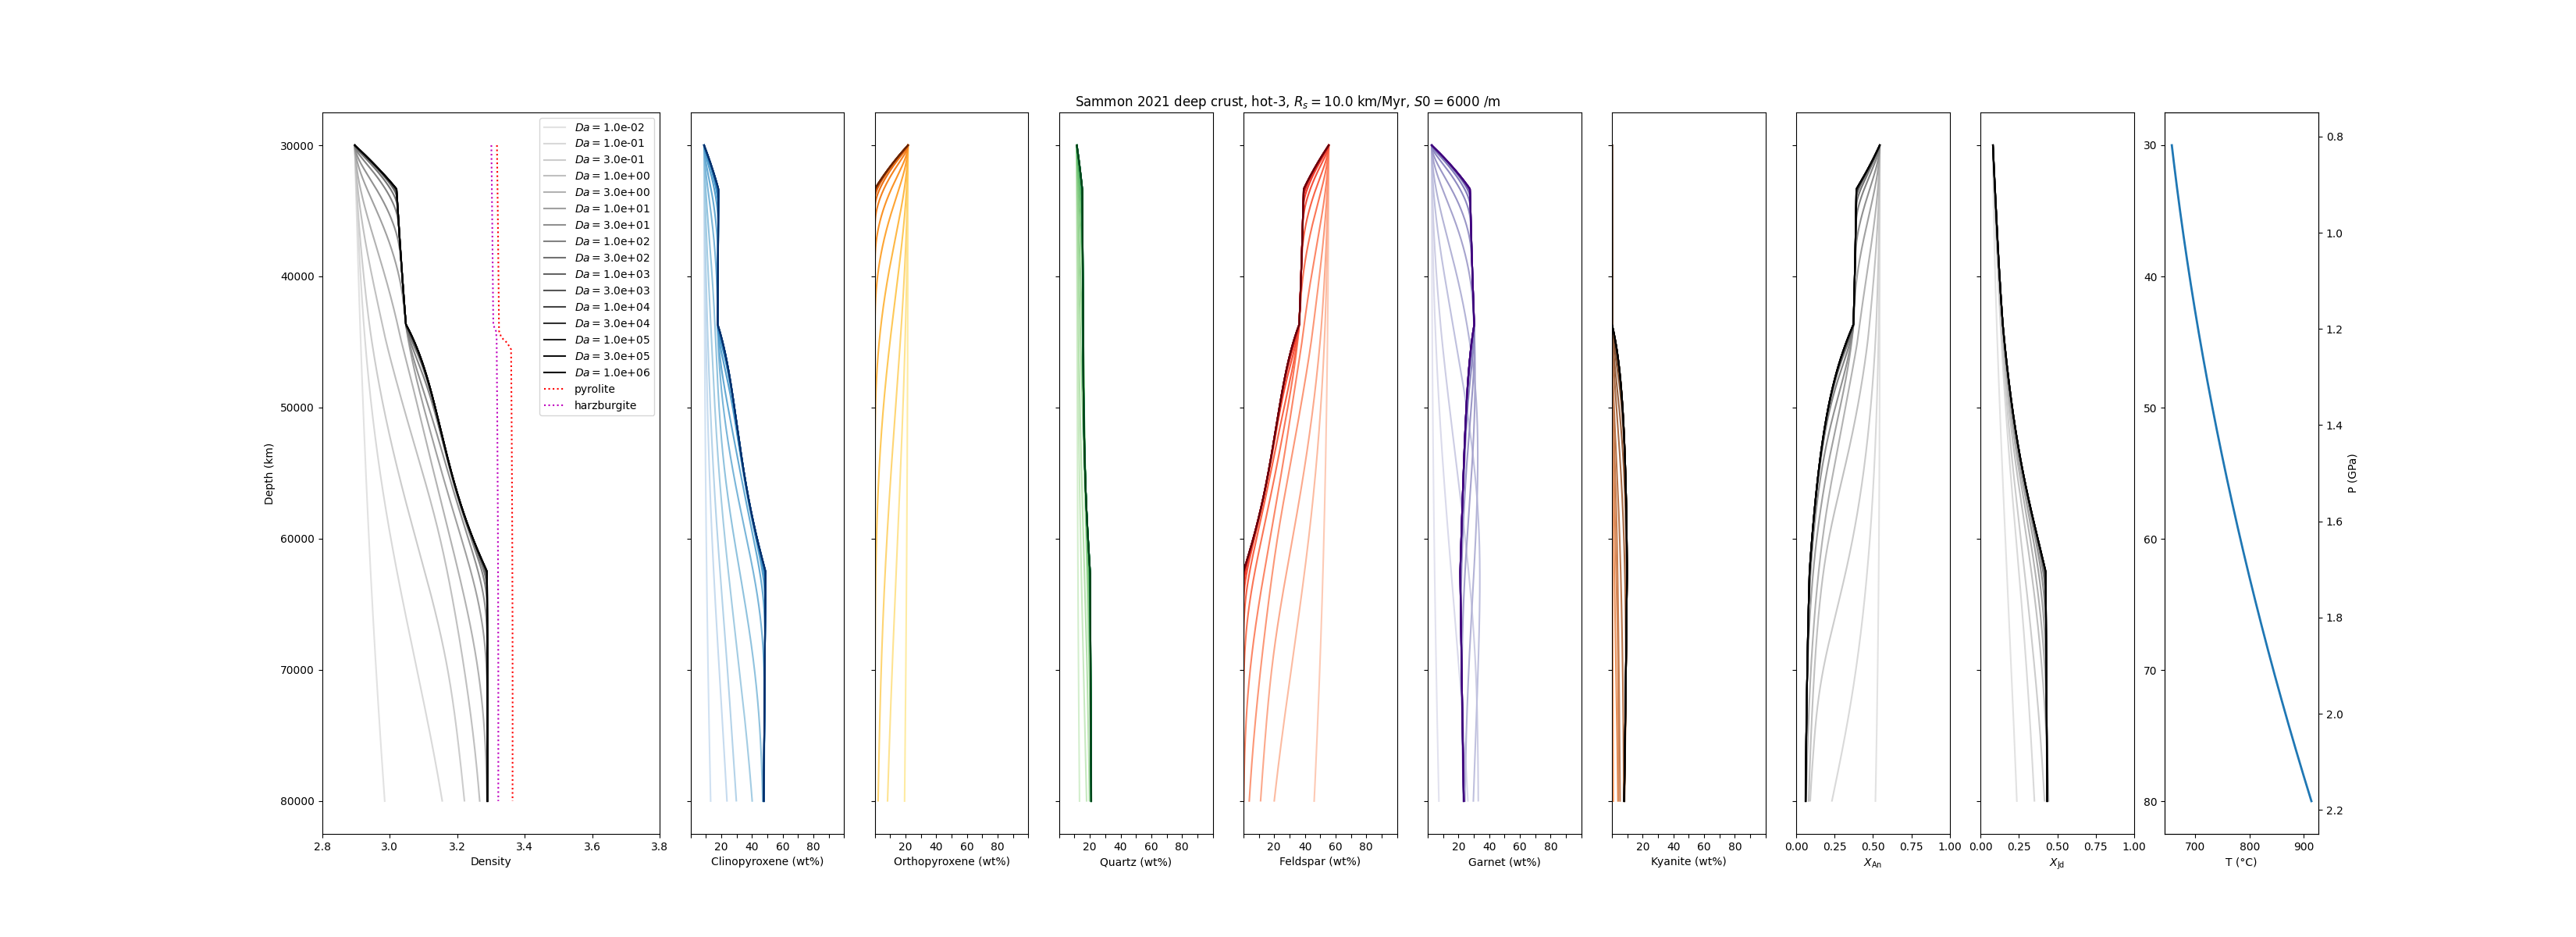 Sammon 2021 deep crust, hot-3, Rₛ = 10.0 km/Myr, S0 = 6000 /m
Da = 1.0e-02
Da = 1.0e-01
Da = 3.0e-01
Da = 1.0e+00
Da = 3.0e+00
Da = 1.0e+01
Da = 3.0e+01
Da = 1.0e+02
Da = 3.0e+02
Da = 1.0e+03
Da = 3.0e+03
Da = 1.0e+04
Da = 3.0e+04
Da = 1.0e+05
Da = 3.0e+05
Da = 1.0e+06
pyrolite
harzburgite
Depth (km)
30000
40000
50000
60000
70000
80000
2.8 3.0 3.2 3.4 3.6 3.8
Density
20 40 60 80
Clinopyroxene (wt%)
20 40 60 80
Orthopyroxene (wt%)
20 40 60 80
Quartz (wt%)
20 40 60 80
Feldspar (wt%)
20 40 60 80
Garnet (wt%)
20 40 60 80
Kyanite (wt%)
0.00 0.25 0.50 0.75 1.00
X_An
0.00 0.25 0.50 0.75 1.00
X_Jd
30
40
50
60
70
80
700 800 900
T (°C)
0.8
1.0
1.2
1.4
1.6
1.8
2.0
2.2
P (GPa)